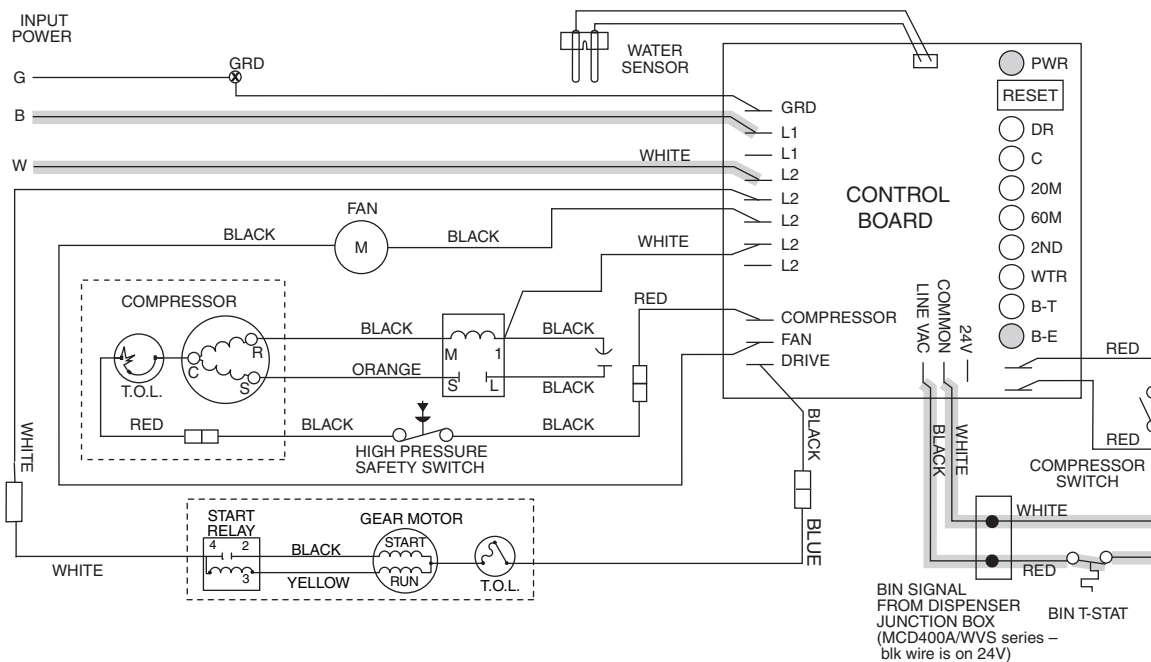 INPUT
POWER
G
GRD
B
W
WATER
SENSOR
WHITE
GRD
L1
L1
L2
L2
L2
L2
L2
CONTROL
BOARD
PWR
RESET
DR
C
20M
60M
2ND
WTR
B-T
B-E
FAN
M
BLACK
BLACK
WHITE
COMPRESSOR
R
C
S
T.O.L.
BLACK
ORANGE
M
1
S
L
BLACK
BLACK
RED
COMPRESSOR
FAN
DRIVE
LINE VAC
COMMON
24V
RED
RED
COMPRESSOR
SWITCH
RED
BLACK
BLACK
HIGH PRESSURE
SAFETY SWITCH
WHITE
BLACK
BLUE
BLACK
WHITE
START
RELAY
4
2
3
BLACK
YELLOW
GEAR MOTOR
START
RUN
T.O.L.
WHITE
WHITE
RED
BIN T-STAT
BIN SIGNAL
FROM DISPENSER
JUNCTION BOX
(MCD400A/WVS series –
blk wire is on 24V)